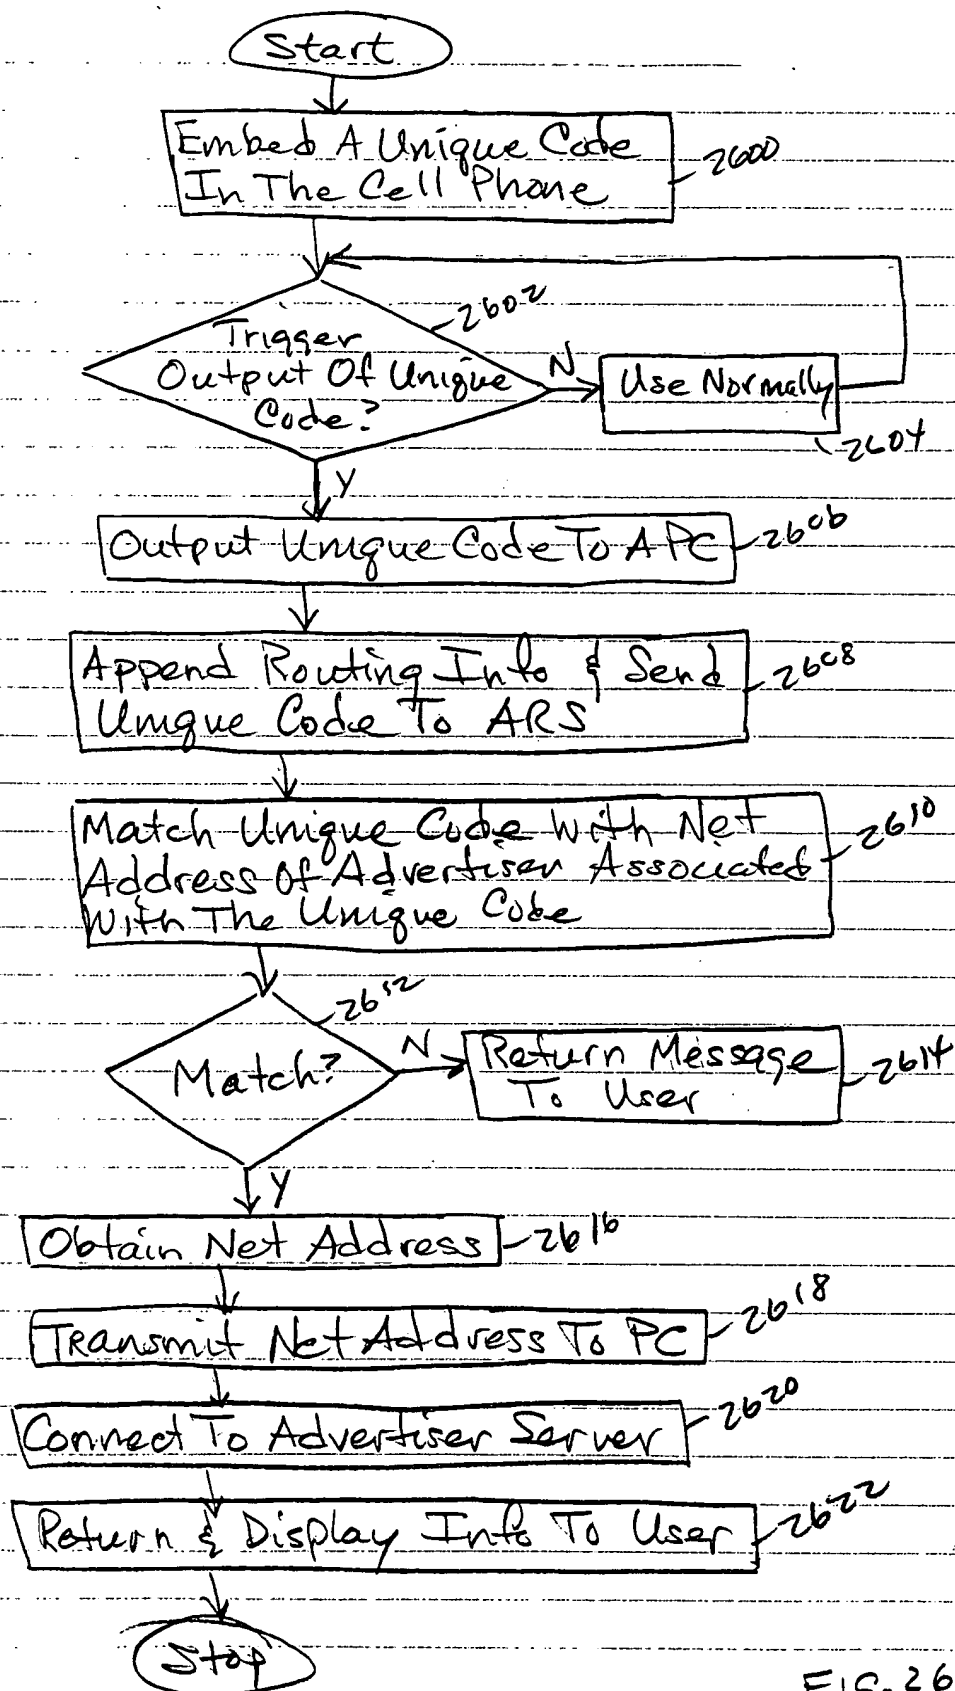 Start
Embed A Unique Code
In The Cell Phone
2600
2602
Trigger
Output Of Unique
Code?
N
Use Normally
2604
Y
Output Unique Code To A PC
2606
Append Routing Info & Send
Unique Code To ARS
2608
Match Unique Code With Net
Address Of Advertiser Associated
With The Unique Code
2610
2612
Match?
N
Return Message
To User
2614
Y
Obtain Net Address
2616
Transmit Net Address To PC
2618
Connect To Advertiser Server
2620
Return & Display Info To User
2622
Stop
FIG. 26